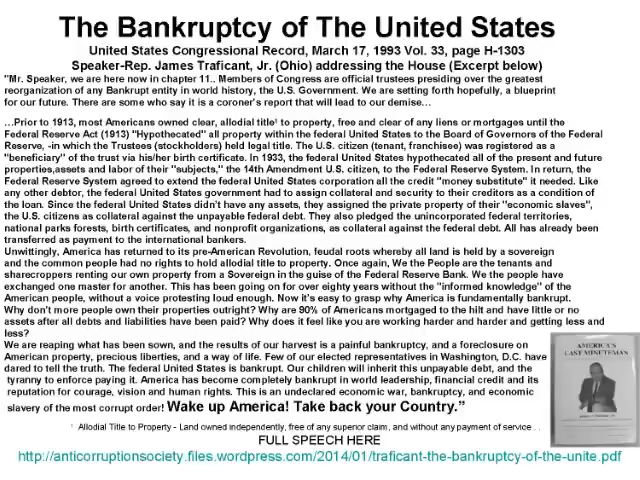 The Bankruptcy of The United States
United States Congressional Record, March 17, 1993 Vol. 33, page H-1303
Speaker-Rep. James Traficant, Jr. (Ohio) addressing the House (Excerpt below)
"Mr. Speaker, we are here now in chapter 11.. Members of Congress are official trustees presiding over the greatest
reorganization of any Bankrupt entity in world history, the U.S. Government. We are setting forth hopefully, a blueprint
for our future. There are some who say it is a coroner's report that will lead to our demise…
…Prior to 1913, most Americans owned clear, allodial title¹ to property, free and clear of any liens or mortgages until the
Federal Reserve Act (1913) "Hypothecated" all property within the federal United States to the Board of Governors of the Federal
Reserve, -in which the Trustees (stockholders) held legal title. The U.S. citizen (tenant, franchisee) was registered as a
"beneficiary" of the trust via his/her birth certificate. In 1933, the federal United States hypothecated all of the present and future
properties,assets and labor of their "subjects," the 14th Amendment U.S. citizen, to the Federal Reserve System. In return, the
Federal Reserve System agreed to extend the federal United States corporation all the credit "money substitute" it needed. Like
any other debtor, the federal United States government had to assign collateral and security to their creditors as a condition of
the loan. Since the federal United States didn't have any assets, they assigned the private property of their "economic slaves",
the U.S. citizens as collateral against the unpayable federal debt. They also pledged the unincorporated federal territories,
national parks forests, birth certificates, and nonprofit organizations, as collateral against the federal debt. All has already been
transferred as payment to the international bankers.
Unwittingly, America has returned to its pre-American Revolution, feudal roots whereby all land is held by a sovereign
and the common people had no rights to hold allodial title to property. Once again, We the People are the tenants and
sharecroppers renting our own property from a Sovereign in the guise of the Federal Reserve Bank. We the people have
exchanged one master for another. This has been going on for over eighty years without the "informed knowledge" of the
American people, without a voice protesting loud enough. Now it's easy to grasp why America is fundamentally bankrupt.
Why don't more people own their properties outright? Why are 90% of Americans mortgaged to the hilt and have little or no
assets after all debts and liabilities have been paid? Why does it feel like you are working harder and harder and getting less and
less?
We are reaping what has been sown, and the results of our harvest is a painful bankruptcy, and a foreclosure on
American property, precious liberties, and a way of life. Few of our elected representatives in Washington, D.C. have
dared to tell the truth. The federal United States is bankrupt. Our children will inherit this unpayable debt, and the
tyranny to enforce paying it. America has become completely bankrupt in world leadership, financial credit and its
reputation for courage, vision and human rights. This is an undeclared economic war, bankruptcy, and economic
slavery of the most corrupt order! Wake up America! Take back your Country."
AMERICA'S
LAST MINUTEMAN
¹ Allodial Title to Property - Land owned independently, free of any superior claim, and without any payment of service . .
FULL SPEECH HERE
http://anticorruptionsociety.files.wordpress.com/2014/01/traficant-the-bankruptcy-of-the-unite.pdf